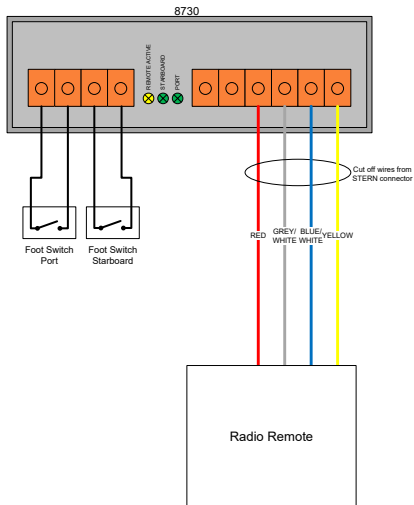 8730
REMOTE ACTIVE
STARBOARD
PORT
Cut off wires from
STERN connector
RED
GREY/
WHITE
BLUE/
WHITE
YELLOW
Foot Switch
Port
Foot Switch
Starboard
Radio Remote